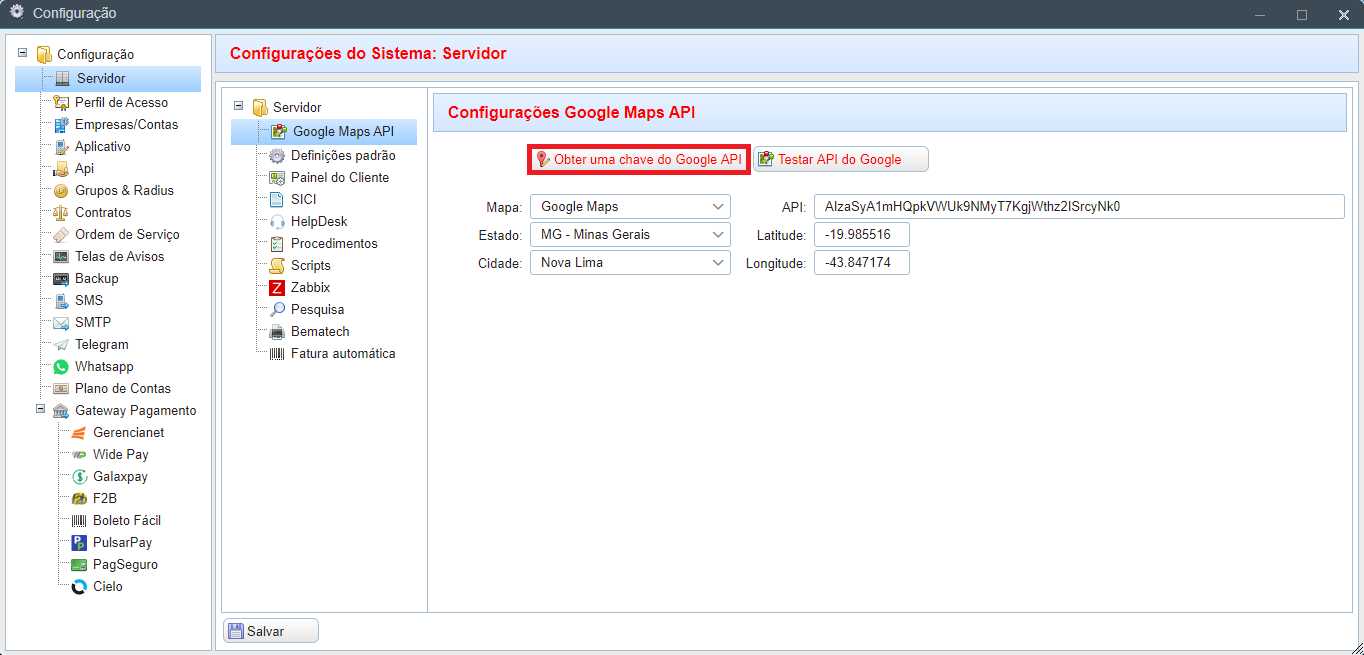 Configuração
Configuração
Servidor
Perfil de Acesso
Empresas/Contas
Aplicativo
Api
Grupos & Radius
Contratos
Ordem de Serviço
Telas de Avisos
Backup
SMS
SMTP
Telegram
Whatsapp
Plano de Contas
Gateway Pagamento
Gerencianet
Wide Pay
Galaxpay
F2B
Boleto Fácil
PulsarPay
PagSeguro
Cielo
Configurações do Sistema: Servidor
Servidor
Google Maps API
Definições padrão
Painel do Cliente
SICI
HelpDesk
Procedimentos
Scripts
Zabbix
Pesquisa
Bematech
Fatura automática
Configurações Google Maps API
Obter uma chave do Google API
Testar API do Google
Mapa: Google Maps
API: AIzaSyA1mHQpkVWUk9NMyT7KgjWthz2ISrcyNk0
Estado: MG - Minas Gerais
Latitude: -19.985516
Cidade: Nova Lima
Longitude: -43.847174
Salvar